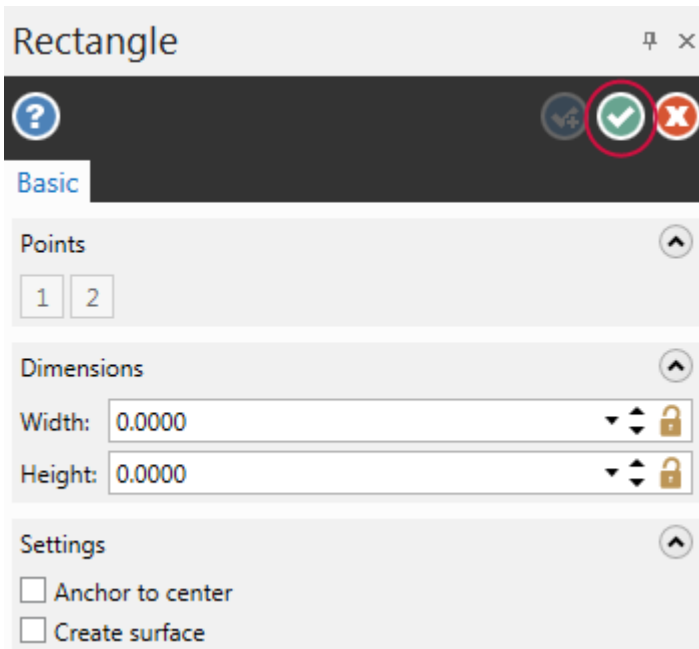 Rectangle
?
Basic
Points
1 2
Dimensions
Width: 0.0000
Height: 0.0000
Settings
Anchor to center
Create surface